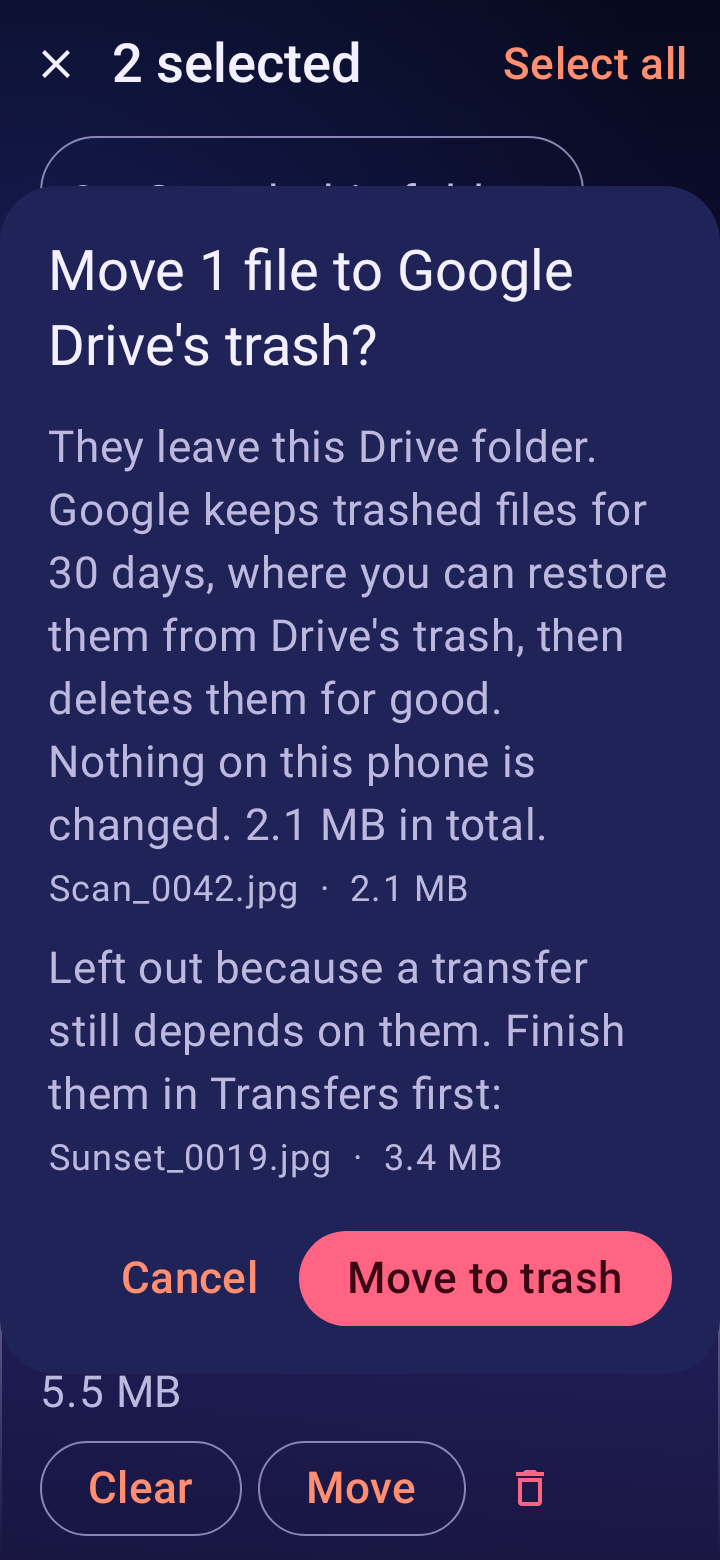 2 selected
Select all
Move 1 file to Google
Drive's trash?
They leave this Drive folder.
Google keeps trashed files for
30 days, where you can restore
them from Drive's trash, then
deletes them for good.
Nothing on this phone is
changed. 2.1 MB in total.
Scan_0042.jpg · 2.1 MB
Left out because a transfer
still depends on them. Finish
them in Transfers first:
Sunset_0019.jpg · 3.4 MB
Cancel
Move to trash
5.5 MB
Clear
Move